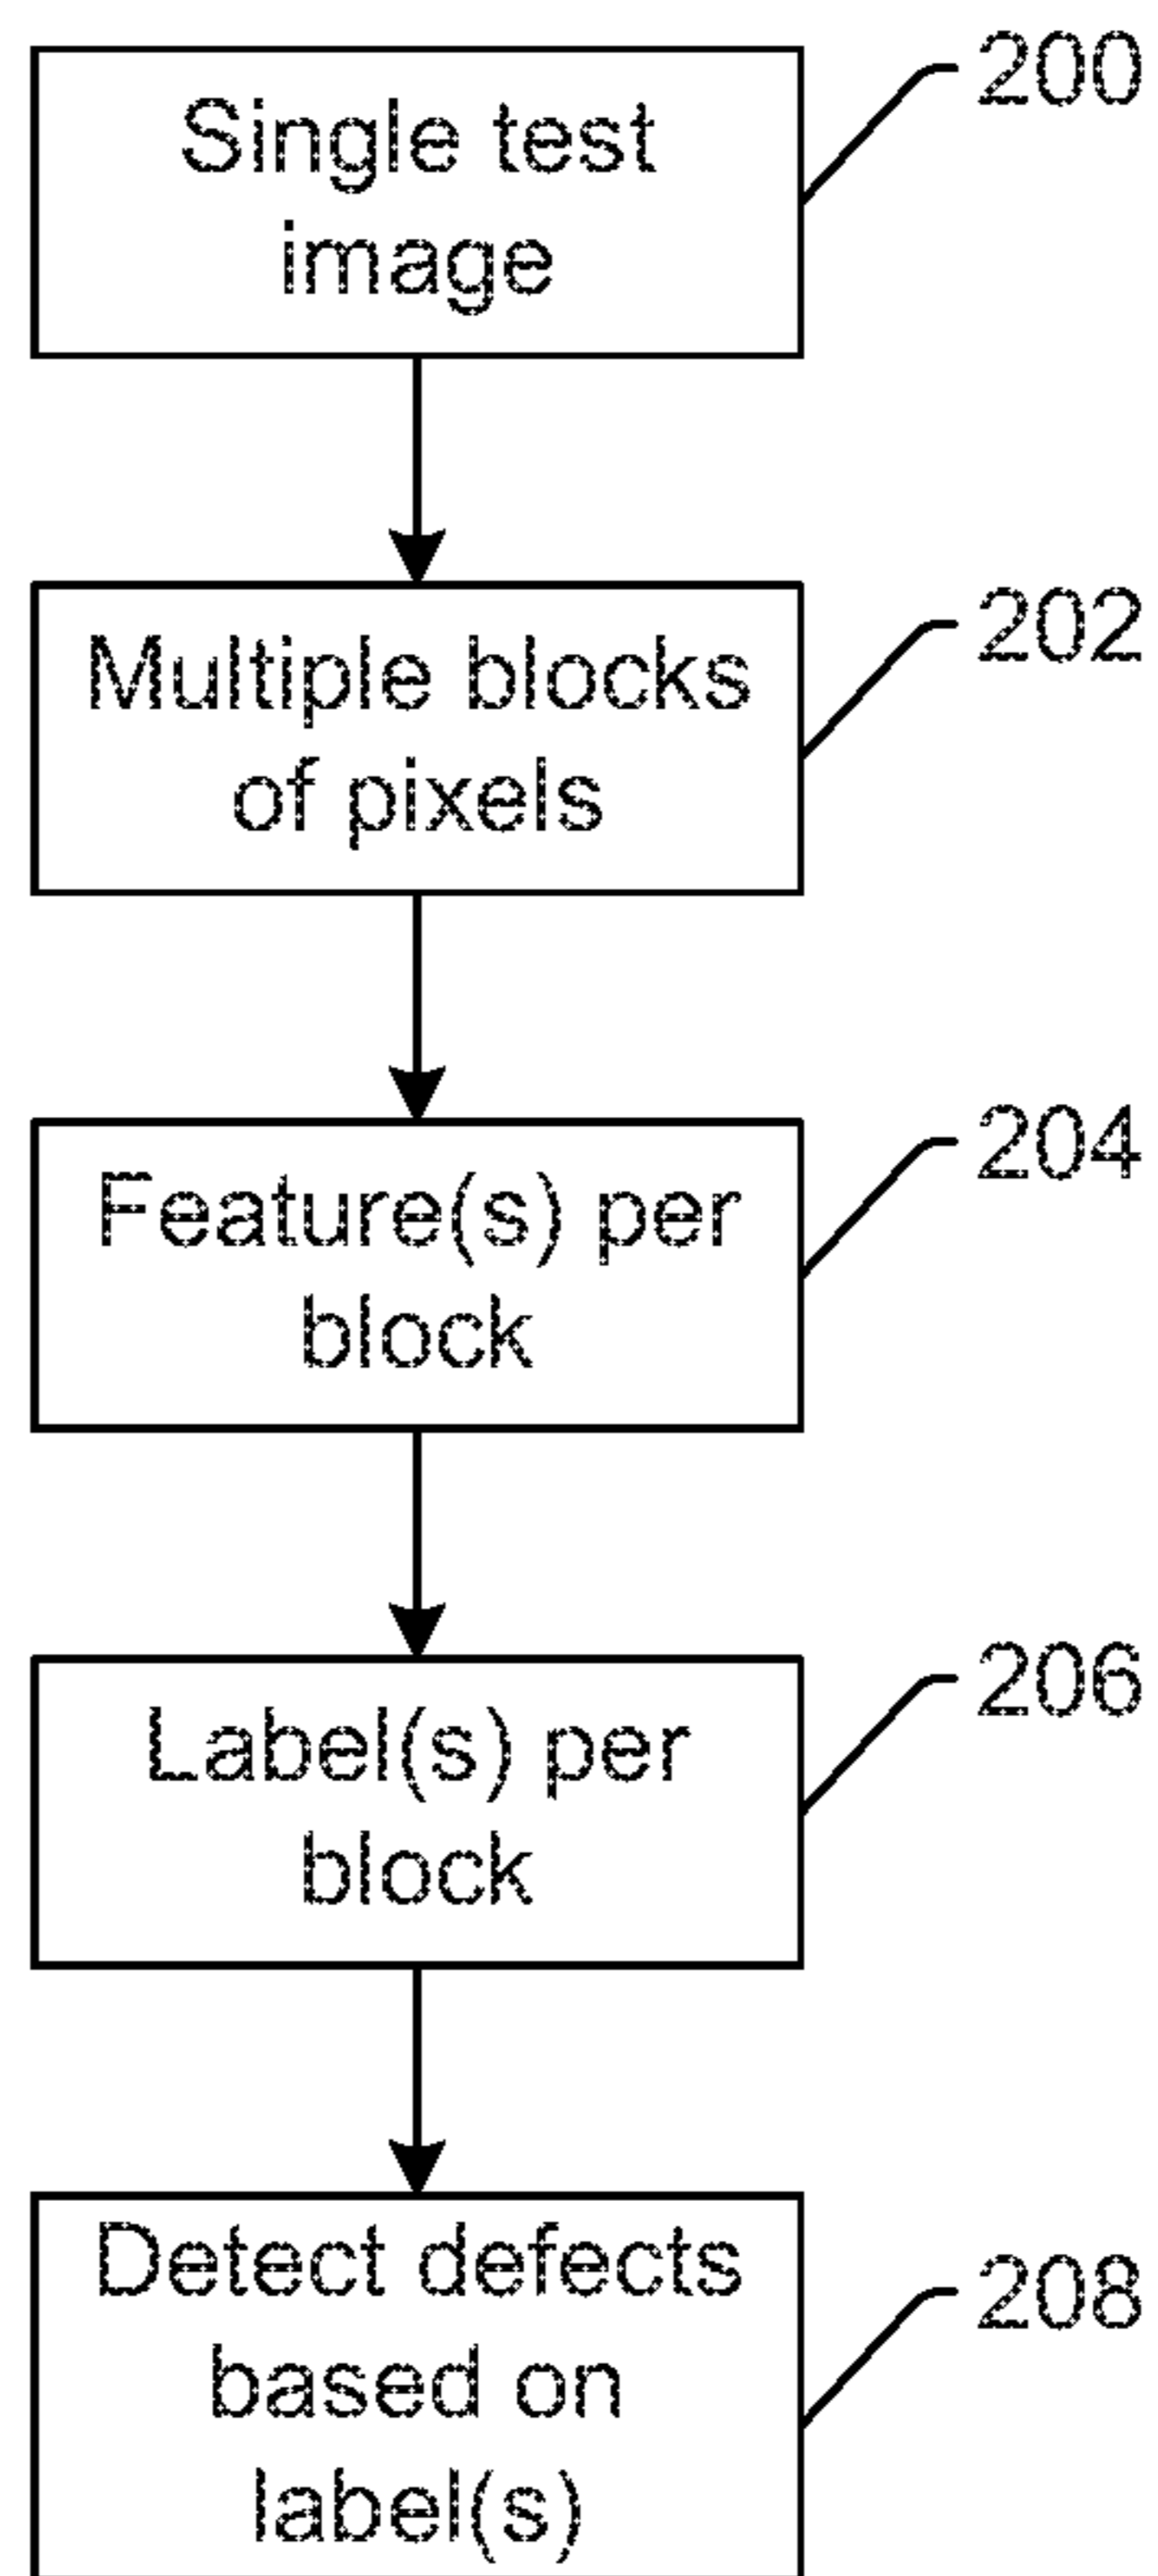 Single test
image
200
Multiple blocks
of pixels
202
Feature(s) per
block
204
Label(s) per
block
206
Detect defects
based on
label(s)
208